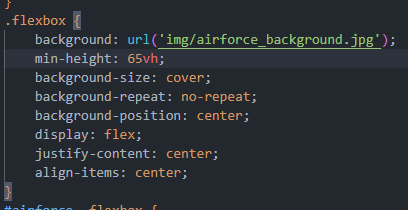 }
.flexbox {
background: url('img/airforce_background.jpg');
min-height: 65vh;
background-size: cover;
background-repeat: no-repeat;
background-position: center;
display: flex;
justify-content: center;
align-items: center;
}
#airforce .flexbox {